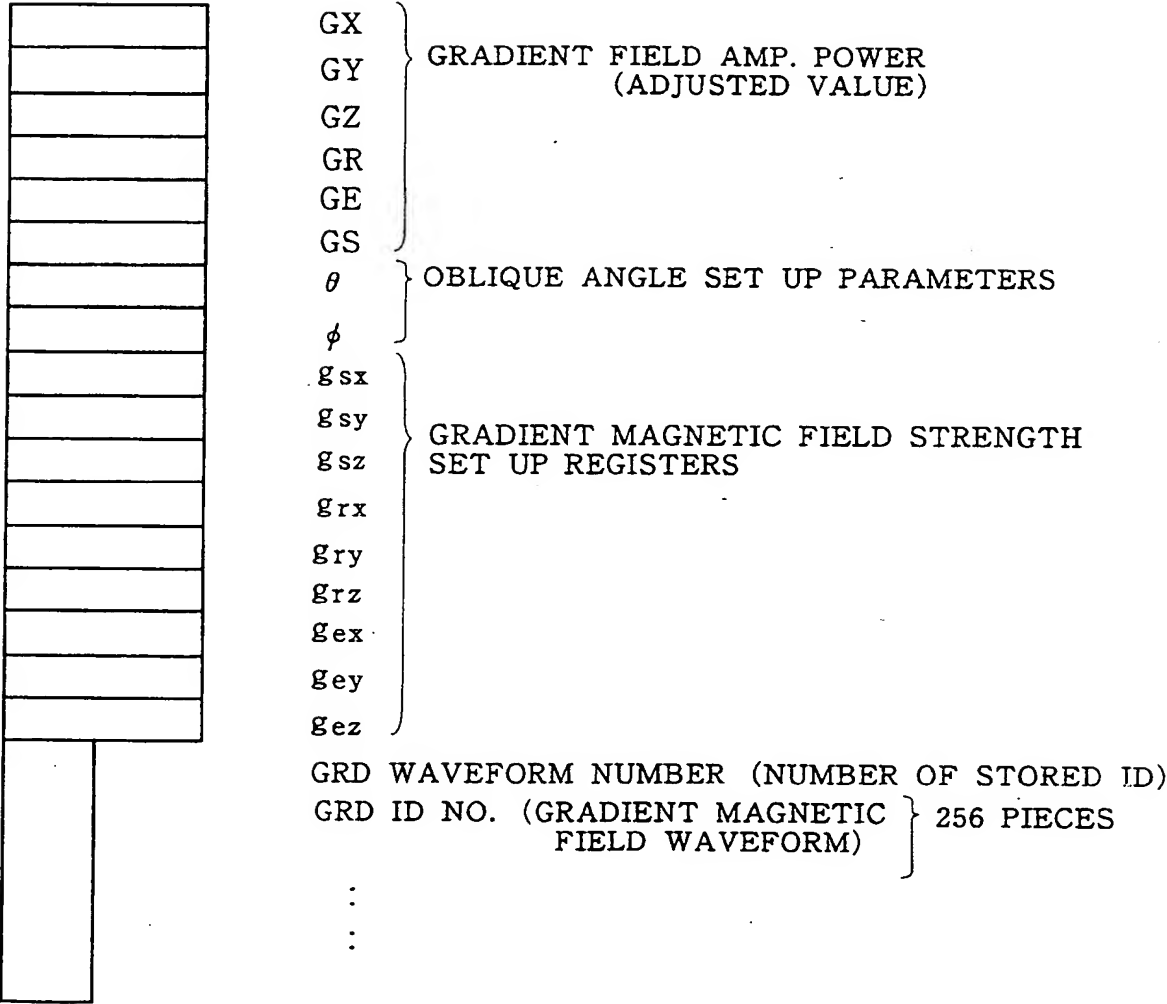 GX
GY
GRADIENT FIELD AMP. POWER
(ADJUSTED VALUE)
GZ
GR
GE
GS
θ
OBLIQUE ANGLE SET UP PARAMETERS
ϕ
gsx
gsy
gsz
GRADIENT MAGNETIC FIELD STRENGTH
SET UP REGISTERS
grx
gry
grz
gex
gey
gez
GRD WAVEFORM NUMBER (NUMBER OF STORED ID)
GRD ID NO. (GRADIENT MAGNETIC
FIELD WAVEFORM)
256 PIECES